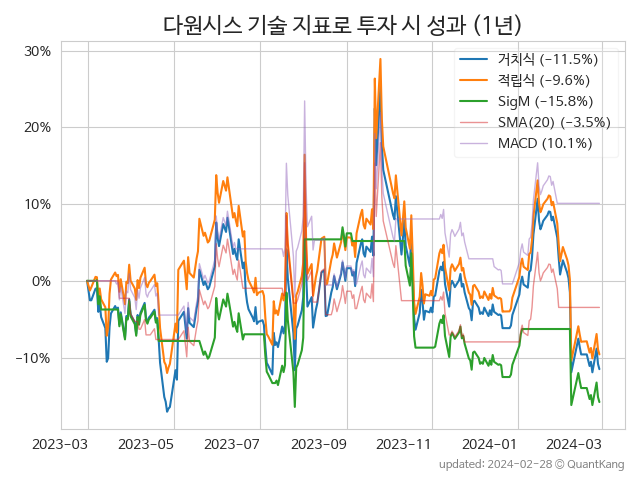 다원시스 기술 지표로 투자 시 성과 (1년)
30%
20%
10%
0%
−10%
거치식 (−11.5%)
적립식 (−9.6%)
SigM (−15.8%)
SMA(20) (−3.5%)
MACD (10.1%)
2023−03
2023−05
2023−07
2023−09
2023−11
2024−01
2024−03
updated: 2024−02−28 © QuantKang